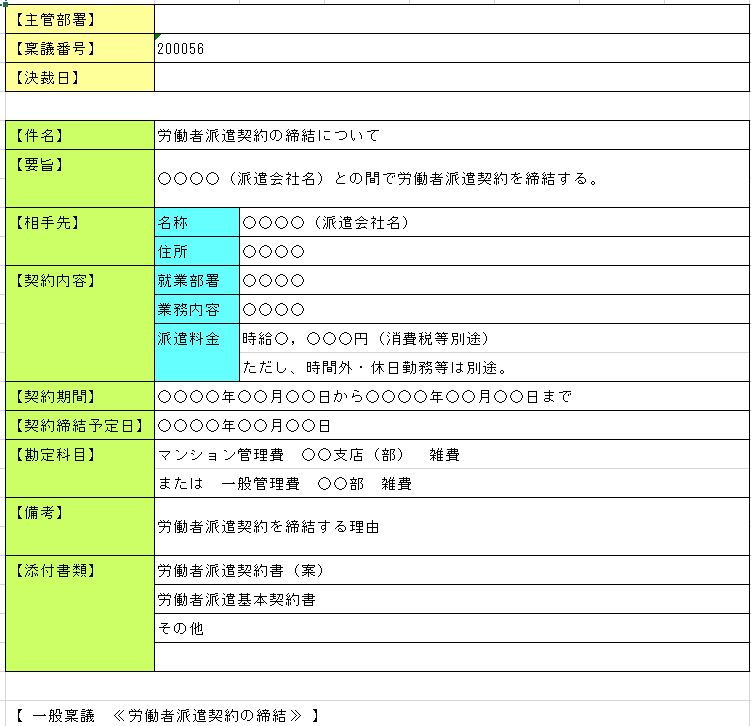 【主管部署】
【稟議番号】 200056
【決裁日】
【件名】 労働者派遣契約の締結について
【要旨】
○○○○（派遣会社名）との間で労働者派遣契約を締結する。
【相手先】 名称 ○○○○（派遣会社名）
住所 ○○○○
【契約内容】 就業部署 ○○○○
業務内容 ○○○○
派遣料金 時給○，○○○円（消費税等別途）
ただし、時間外・休日勤務等は別途。
【契約期間】 ○○○○年○○月○○日から○○○○年○○月○○日まで
【契約締結予定日】 ○○○○年○○月○○日
【勘定科目】 マンション管理費　○○支店（部）　雑費
または　一般管理費　○○部　雑費
【備考】
労働者派遣契約を締結する理由
【添付書類】 労働者派遣契約書（案）
労働者派遣基本契約書
その他
【 一般稟議　≪労働者派遣契約の締結≫ 】